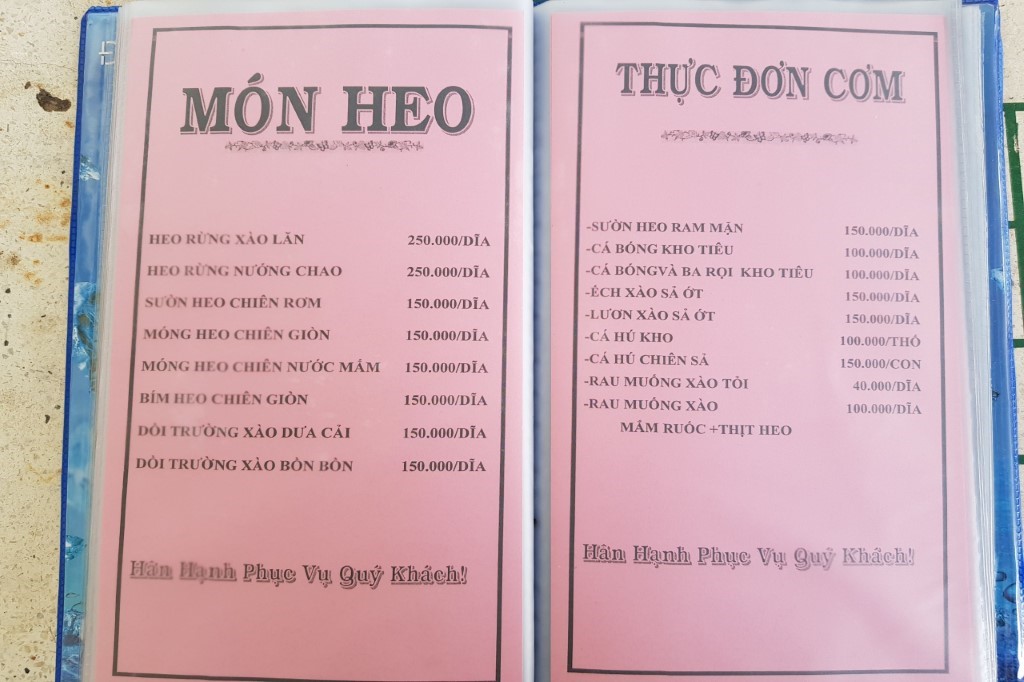 MÓN HEO
HEO RỪNG XÀO LĂN 250.000/DĨA
HEO RỪNG NƯỚNG CHAO 250.000/DĨA
SƯỜN HEO CHIÊN RƠM 150.000/DĨA
MÓNG HEO CHIÊN GIÒN 150.000/DĨA
MÓNG HEO CHIÊN NƯỚC MẮM 150.000/DĨA
BÍM HEO CHIÊN GIÒN 150.000/DĨA
DỒI TRƯỜNG XÀO DƯA CẢI 150.000/DĨA
DỒI TRƯỜNG XÀO BỒN BỒN 150.000/DĨA
Hân Hạnh Phục Vụ Quý Khách!
THỰC ĐƠN CƠM
-SƯỜN HEO RAM MẶN 150.000/DĨA
-CÁ BÓNG KHO TIÊU 100.000/DĨA
-CÁ BÓNGVÀ BA RỌI KHO TIÊU 100.000/DĨA
-ẾCH XÀO SẢ ỚT 150.000/DĨA
-LƯƠN XÀO SẢ ỚT 150.000/DĨA
-CÁ HÚ KHO 100.000/THỐ
-CÁ HÚ CHIÊN SẢ 150.000/CON
-RAU MUỐNG XÀO TỎI 40.000/DĨA
-RAU MUỐNG XÀO 100.000/DĨA
MẮM RUỐC +THỊT HEO
Hân Hạnh Phục Vụ Quý Khách!